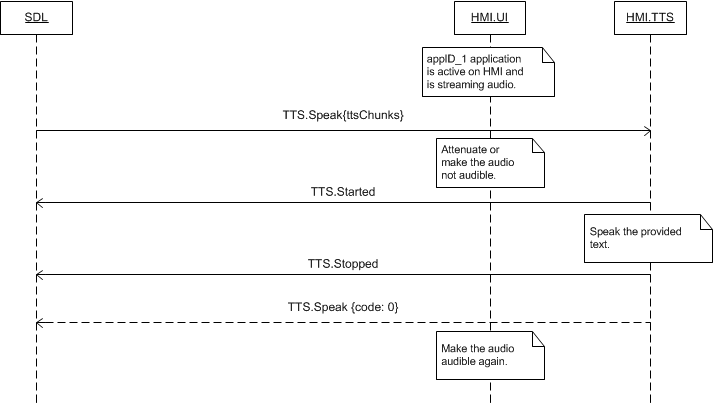 SDL
HMI.UI
HMI.TTS
appID_1 application
is active on HMI and
is streaming audio.
TTS.Speak{ttsChunks}
Attenuate or
make the audio
not audible.
TTS.Started
Speak the provided
text.
TTS.Stopped
TTS.Speak {code: 0}
Make the audio
audible again.